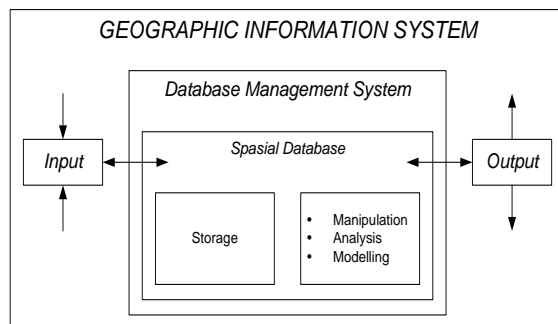 GEOGRAPHIC INFORMATION SYSTEM
Database Management System
Spasial Database
Input
Output
Storage
• Manipulation
• Analysis
• Modelling